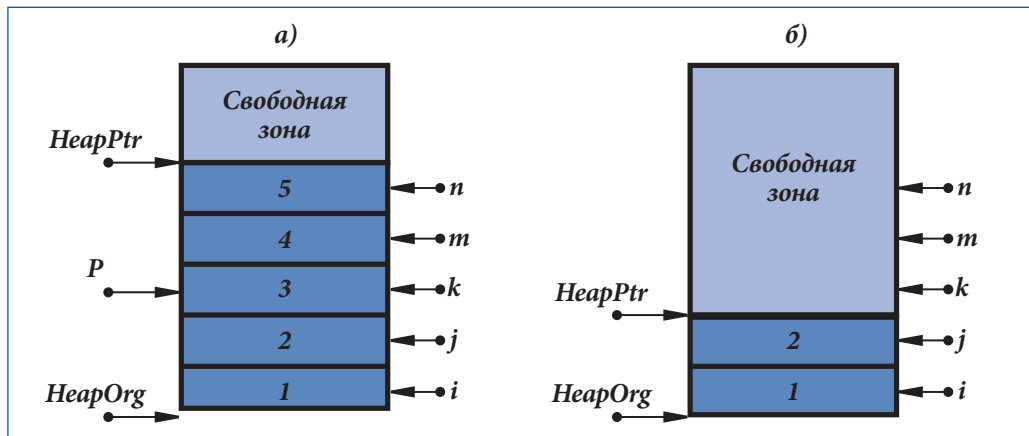 а)
Свободная
зона
HeapPtr
5
n
4
m
P
3
k
2
j
HeapOrg
1
i
б)
Свободная
зона
n
m
HeapPtr
k
2
j
HeapOrg
1
i